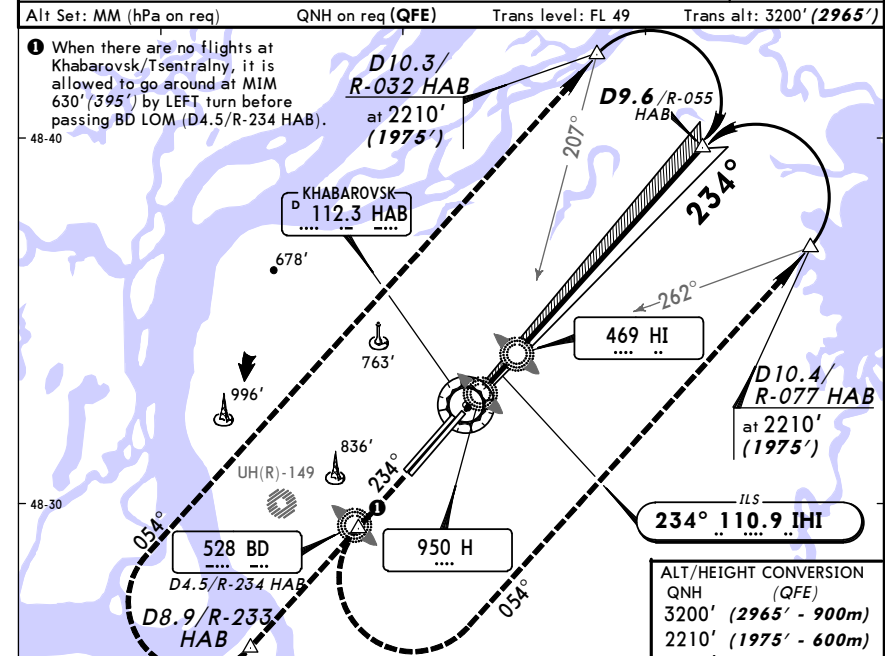 Alt Set: MM (hPa on req) QNH on req (QFE) Trans level: FL 49 Trans alt: 3200' (2965')
❶ When there are no flights at
Khabarovsk/Tsentralny, it is
allowed to go around at MIM
630' (395') by LEFT turn before
passing BD LOM (D4.5/R-234 HAB).
D10.3/
R-032 HAB
at 2210'
(1975')
D9.6/R-055
HAB
48-40
207°
234°
KHABAROVSK
D 112.3 HAB
678'
262°
469 HI
763'
D10.4/
R-077 HAB
at 2210'
(1975')
996'
836'
UH(R)-149
234°
❶
48-30
ILS
234° 110.9 IHI
054°
528 BD
D4.5/R-234 HAB
950 H
054°
D8.9/R-233
HAB
ALT/HEIGHT CONVERSION
QNH (QFE)
3200' (2965' - 900m)
2210' (1975' - 600m)